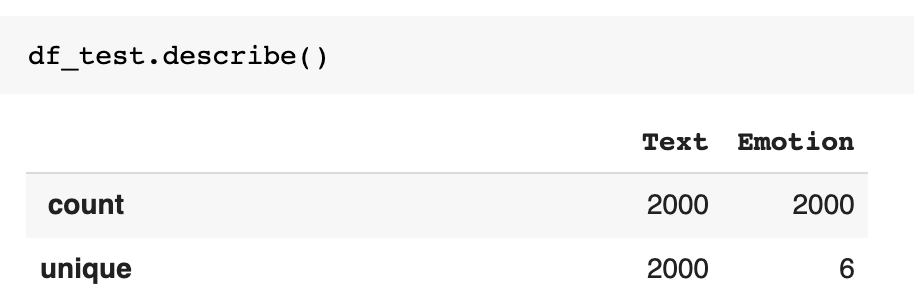 df_test.describe()
Text Emotion
count 2000 2000
unique 2000 6